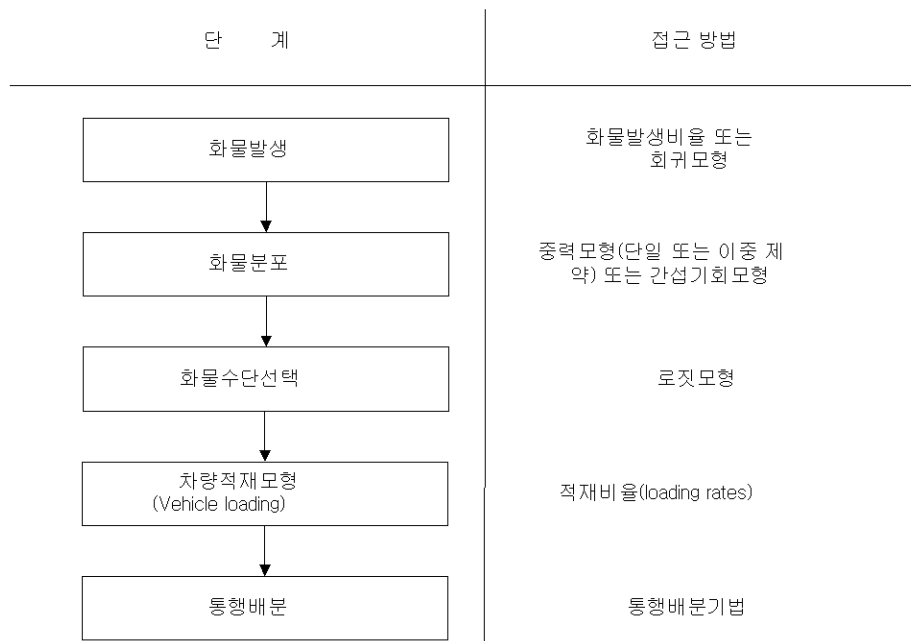 단 계
접근 방법
화물발생
화물발생비율 또는
회귀모형
화물분포
중력모형(단일 또는 이중 제
약) 또는 간섭기회모형
화물수단선택
로짓모형
차량적재모형
(Vehicle loading)
적재비율(loading rates)
통행배분
통행배분기법